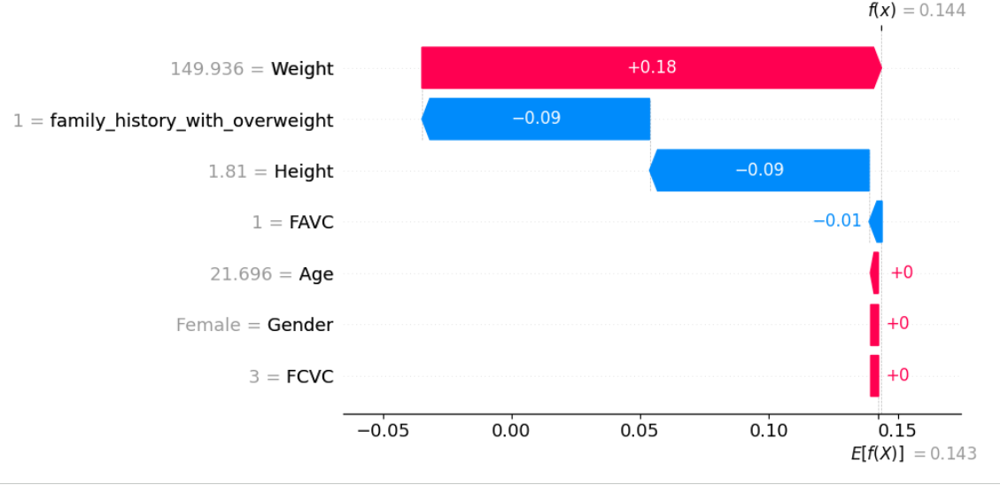 f(x) = 0.144
149.936 = Weight
+0.18
1 = family_history_with_overweight
−0.09
1.81 = Height
−0.09
1 = FAVC
−0.01
21.696 = Age
+0
Female = Gender
+0
3 = FCVC
+0
−0.05 0.00 0.05 0.10 0.15
E[f(X)] = 0.143